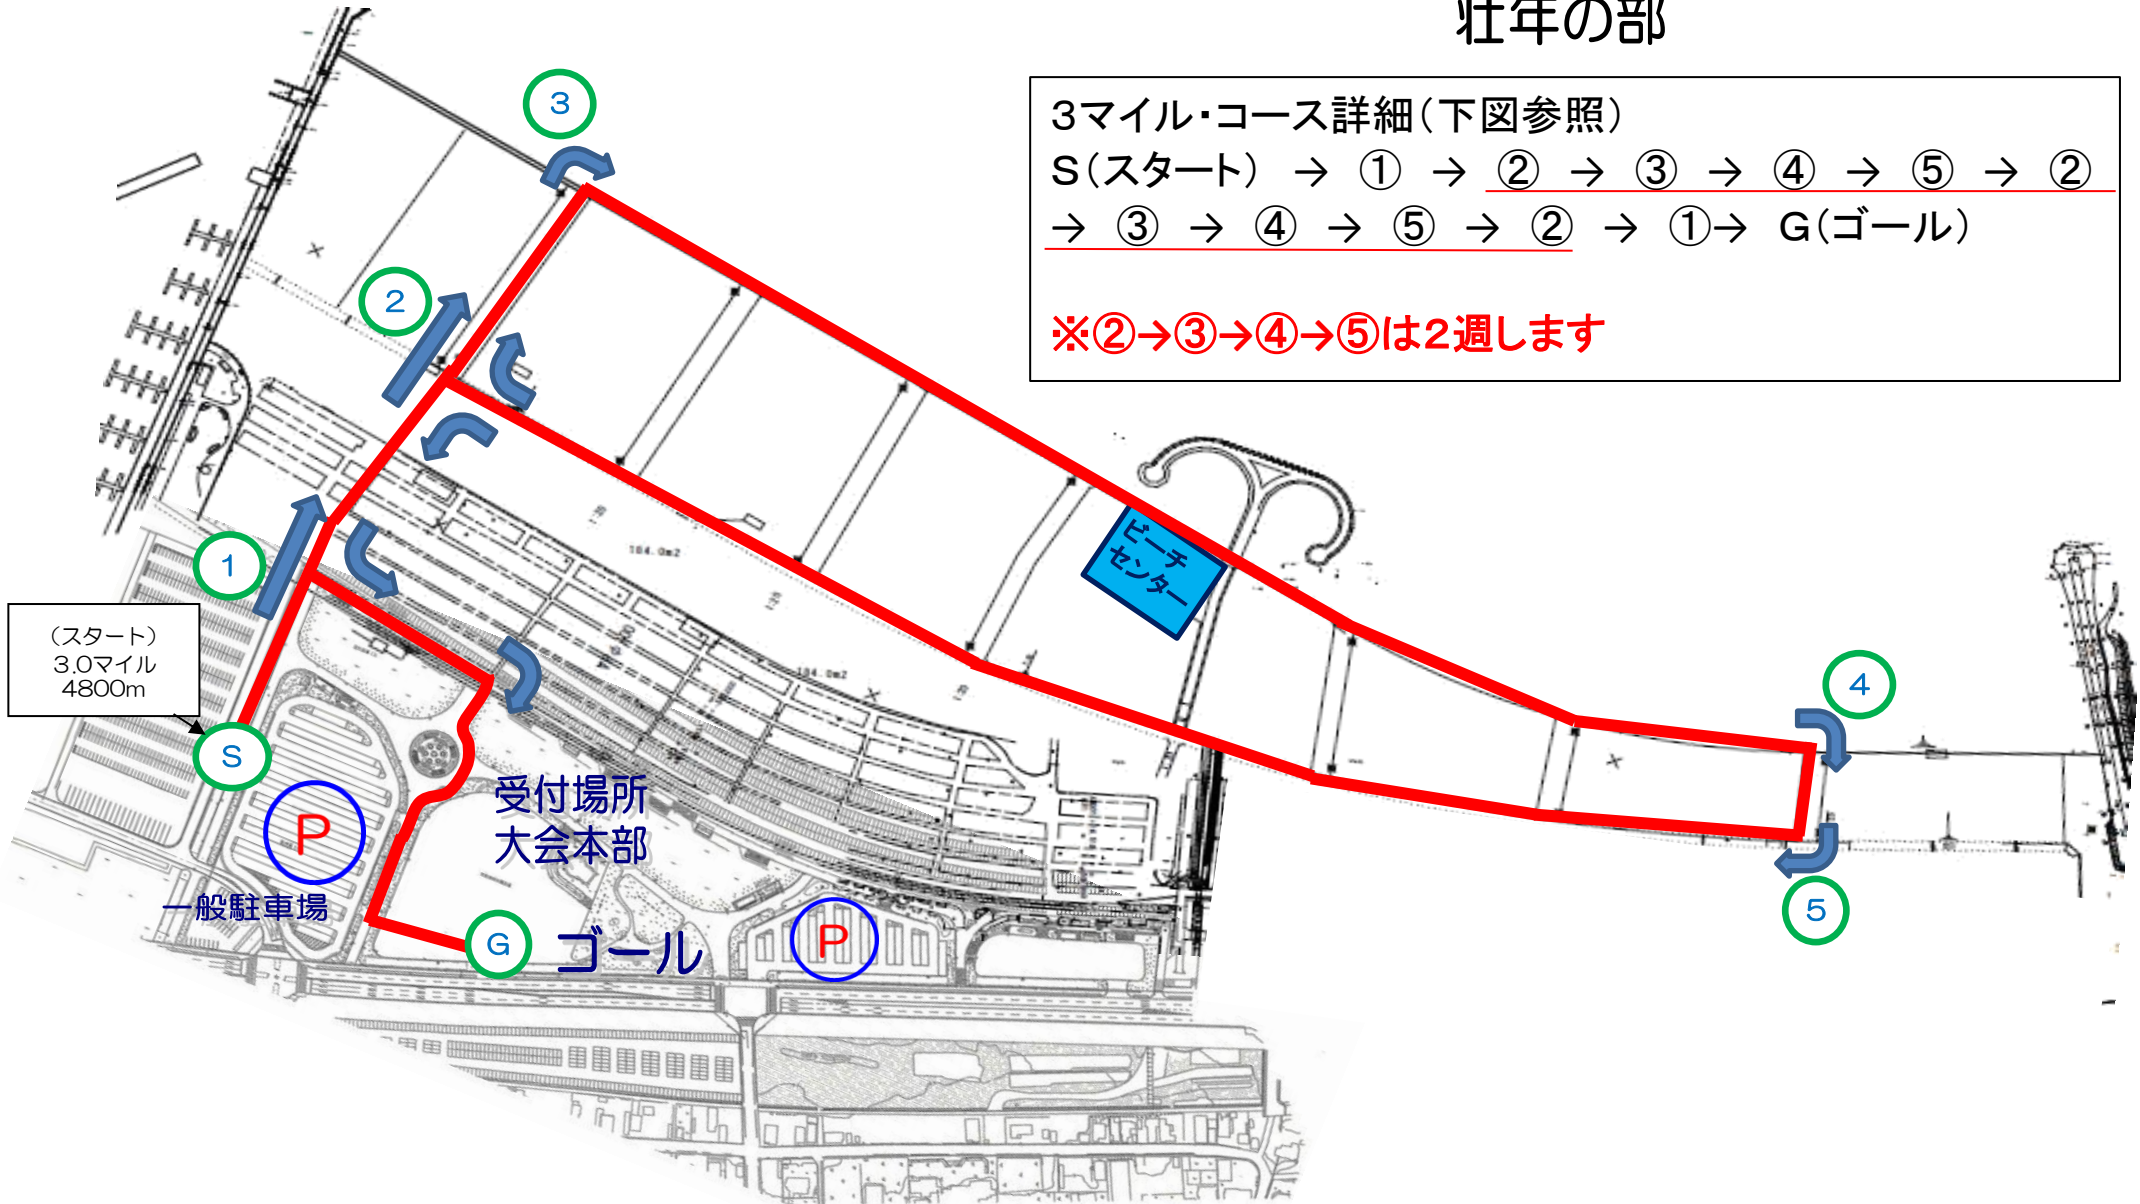 壮年の部
3マイル・コース詳細(下図参照)
S(スタート) → ① → ② → ③ → ④ → ⑤ → ②
→ ③ → ④ → ⑤ → ② → ①→ G(ゴール)
※②→③→④→⑤は2週します
3
2
1
(スタート)
3.0マイル
4800m
S
P
一般駐車場
受付場所
大会本部
G
ゴール
P
ビーチ
センター
4
5
184.0m2
184.0m2